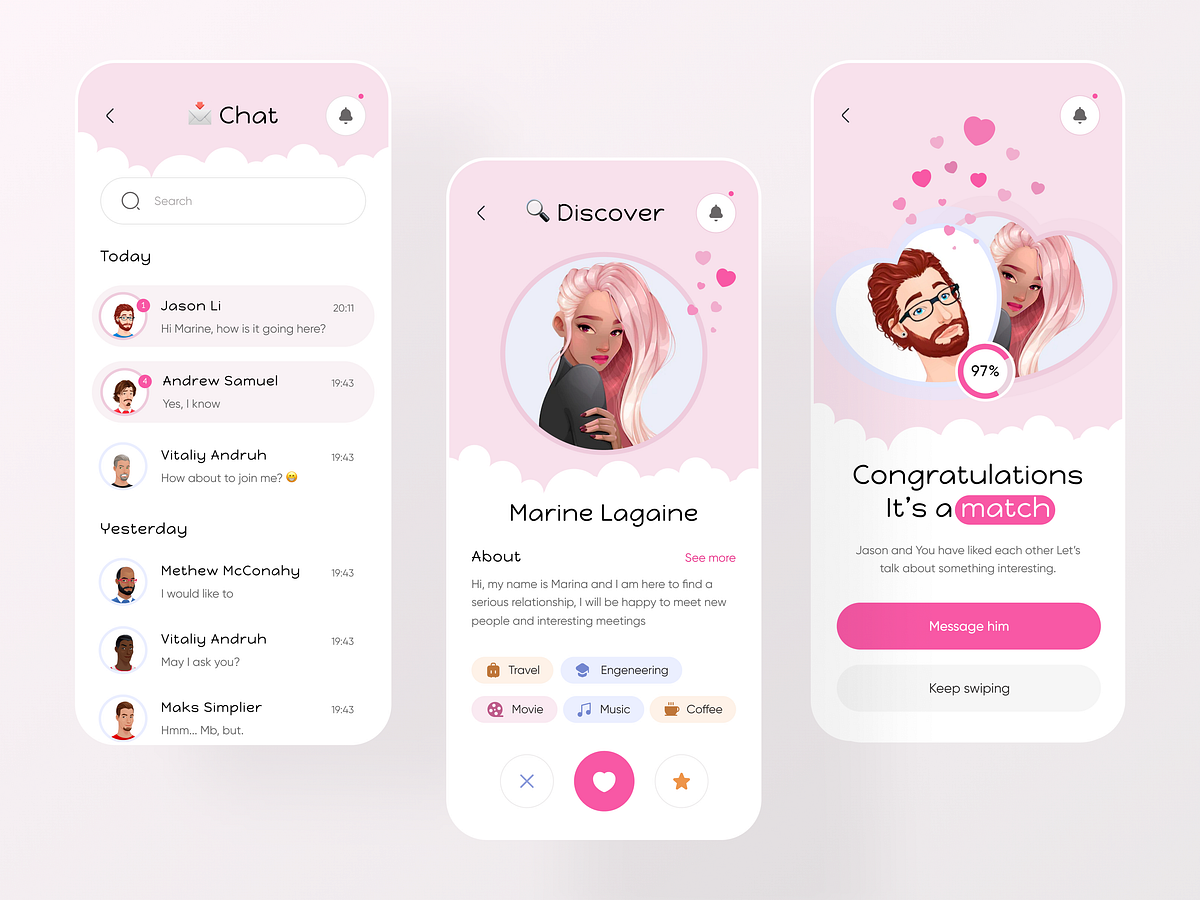 Chat
Search
Today
1
Jason Li
20:11
Hi Marine, how is it going here?
4
Andrew Samuel
19:43
Yes, I know
Vitaliy Andruh
19:43
How about to join me? 😁
Yesterday
Methew McConahy
19:43
I would like to
Vitaliy Andruh
19:43
May I ask you?
Maks Simplier
19:43
Hmm... Mb, but.
Discover
Marine Lagaine
About
See more
Hi, my name is Marina and I am here to find a
serious relationship, I will be happy to meet new
people and interesting meetings
Travel
Engeneering
Movie
Music
Coffee
97%
Congratulations
It's a match
Jason and You have liked each other Let's
talk about something interesting.
Message him
Keep swiping